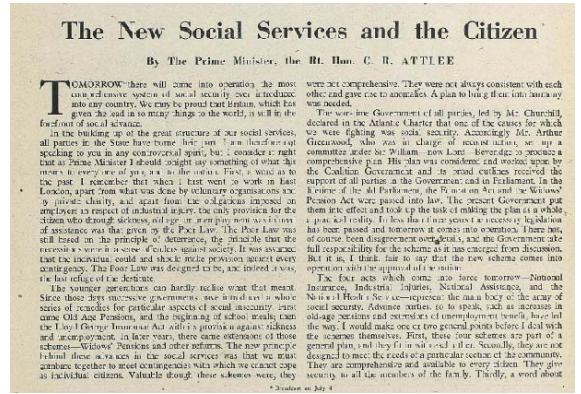 The New Social Services and the Citizen
By The Prime Minister, the Rt. Hon. C. R. ATTLEE
TOMORROW there will come into operation the most
comprehensive system of social security ever introduced
into any country. We may be proud that Britain, which has
given the lead in so many things to the world, is still in the
forefront of social advance.
In the building up of the great structure of our social services,
all parties in the State have borne their part. I am therefore not
speaking to you in any controversial spirit, but I consider it right
that as Prime Minister I should tonight say something of what this
means to every one of you, and to the nation. First, a word as to
the past. I remember that when I first went to work in East
London, apart from what was done by voluntary organisations and
by private charity, and apart from the obligations imposed on
employers in respect of industrial injury, the only provision for the
citizen who through sickness, old age or unemployment was in need
of assistance was that given by the Poor Law. The Poor Law was
still based on the principle of deterrence, the principle that the
necessitous were in a sense offenders against society. It was assumed
that the individual could and should make provision against every
contingency. The Poor Law was designed to be, and indeed it was,
the last refuge of the destitute.
The younger generations can hardly realise what that meant.
Since those days successive governments have introduced a whole
series of remedies for particular aspects of social insecurity. First
came Old Age Pensions, and the beginning of school meals; then
the Lloyd George Insurance Act with its provision against sickness
and unemployment. In later years, there came extensions of those
schemes—Widows' Pensions and other reforms. The new principle
behind these advances in the social services was that we must
combine together to meet contingencies with which we cannot cope
as individual citizens. Valuable though these schemes were, they
were not comprehensive. They were not always consistent with each
other and gave rise to anomalies. A plan to bring them into harmony
was needed.
The war-time Government of all parties, led by Mr. Churchill,
declared in the Atlantic Charter that one of the causes for which
we were fighting was social security. Accordingly Mr. Arthur
Greenwood, who was in charge of reconstruction, set up a
committee under Sir William—now Lord—Beveridge to produce a
comprehensive plan. His plan was considered and worked upon by
the Coalition Government and its broad outlines received the
support of all parties in the Government and in Parliament. In the
lifetime of the old Parliament, the Education Act and the Widows'
Pension Act were passed into law. The present Government put
them into effect and took up the task of making the plan as a whole
a practical reality. In less than three years the necessary legislation
has been passed and tomorrow it comes into operation. There has,
of course, been disagreement over details, and the Government take
full responsibility for the scheme as it has emerged from discussion.
But it is, I think, fair to say that the new scheme comes into
operation with the approval of the nation.
The four acts which come into force tomorrow—National
Insurance, Industrial Injuries, National Assistance, and the
National Health Service—represent the main body of the army of
social security. Advance parties, so to speak, such as increases in
old-age pensions and extensions of unemployment benefit, have led
the way. I would make one or two general points before I deal with
the schemes themselves. First, these four schemes are part of a
general plan, and they fit in with each other. Secondly, they are not
designed to meet the needs of a particular section of the community.
They are comprehensive and available to every citizen. They give
security to all the members of the family. Thirdly, a word about
* Broadcast on July 4